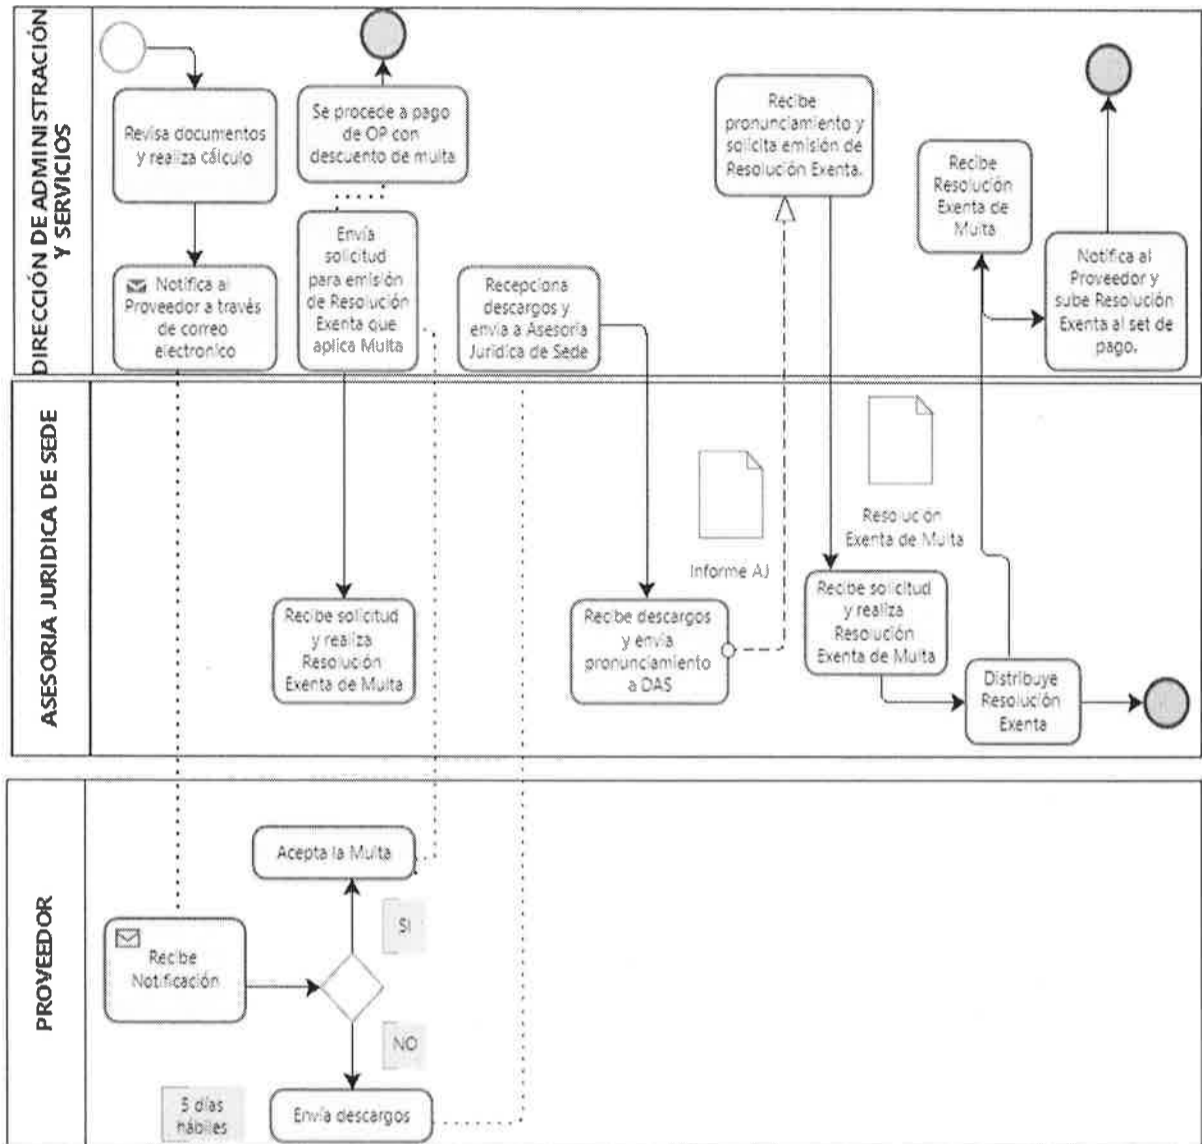 DIRECCIÓN DE ADMINISTRACIÓN
Y SERVICIOS
Revisa documentos
y realiza cálculo
Notifica al
Proveedor a través
de correo
electronico
Se procede a pago
de OP con
descuento de multa
Envía
solicitud
para emisión
de Resolución
Exenta que
aplica Multa
Recepciona
descargos y
envia a Asesoria
Juridica de Sede
Recibe
pronunciamiento y
solicita emisión de
Resolución Exenta.
Recibe
Resolución
Exenta de
Multa
Notifica al
Proveedor y
sube Resolución
Exenta al set de
pago.
ASESORIA JURIDICA DE SEDE
Recibe solicitud
y realiza
Resolución
Exenta de Multa
Recibe descargos
y envia
pronunciamiento
a DAS
Informe AJ
Resolución
Exenta de Multa
Recibe solicitud
y realiza
Resolución
Exenta de Multa
Distribuye
Resolución
Exenta
PROVEEDOR
Recibe
Notificación
Acepta la Multa
SI
NO
5 días
hábiles
Envía descargos